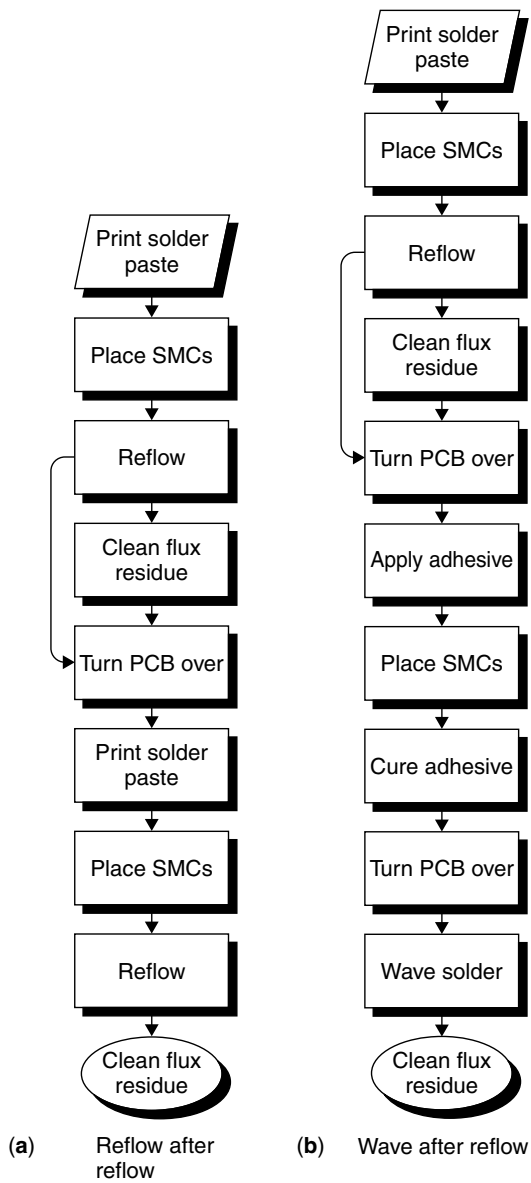 Print solder
paste
Place SMCs
Reflow
Clean flux
residue
Turn PCB over
Print solder
paste
Place SMCs
Reflow
Clean flux
residue
(a) Reflow after
reflow
Print solder
paste
Place SMCs
Reflow
Clean flux
residue
Turn PCB over
Apply adhesive
Place SMCs
Cure adhesive
Turn PCB over
Wave solder
Clean flux
residue
(b) Wave after reflow